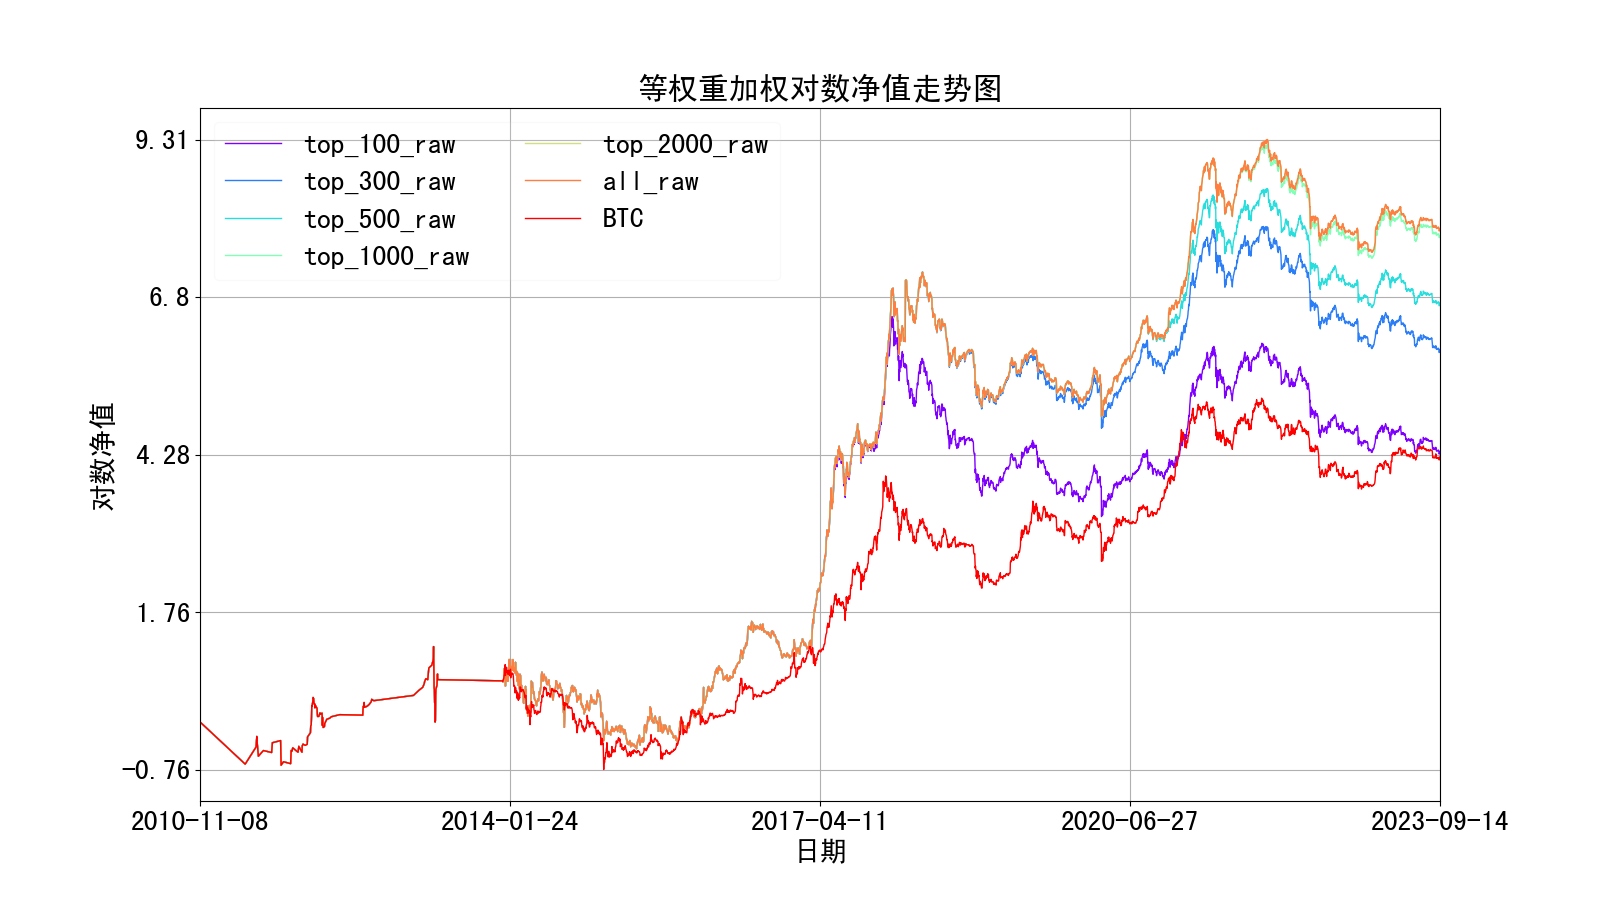 等权重加权对数净值走势图
9.31
6.8
4.28
1.76
-0.76
对数净值
top_100_raw
top_300_raw
top_500_raw
top_1000_raw
top_2000_raw
all_raw
BTC
2010-11-08
2014-01-24
2017-04-11
2020-06-27
2023-09-14
日期